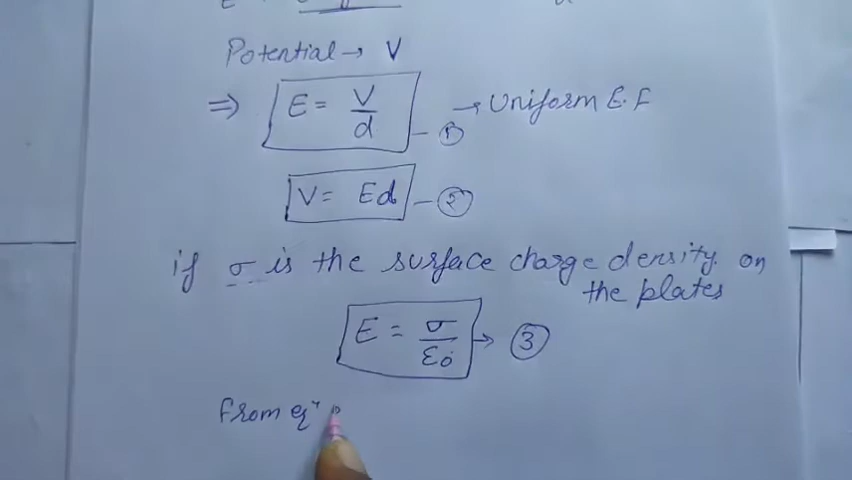 Potential → V
⇒ E = V/d - ① → Uniform E.F
V = Ed - ②
if σ is the surface charge density on
the plates
E = σ/ε₀ → ③
From eqⁿ